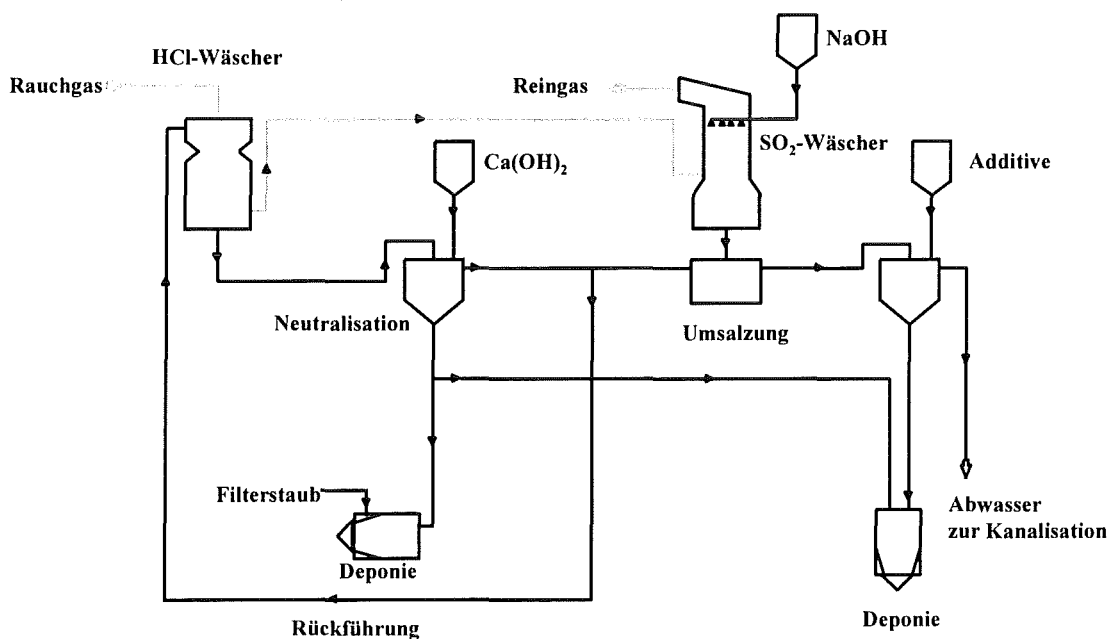 NaOH
HCl-Wäscher
Rauchgas
Reingas
SO₂-Wäscher
Ca(OH)₂
Additive
Neutralisation
Umsalzung
Filterstaub
Abwasser
zur Kanalisation
Deponie
Deponie
Rückführung